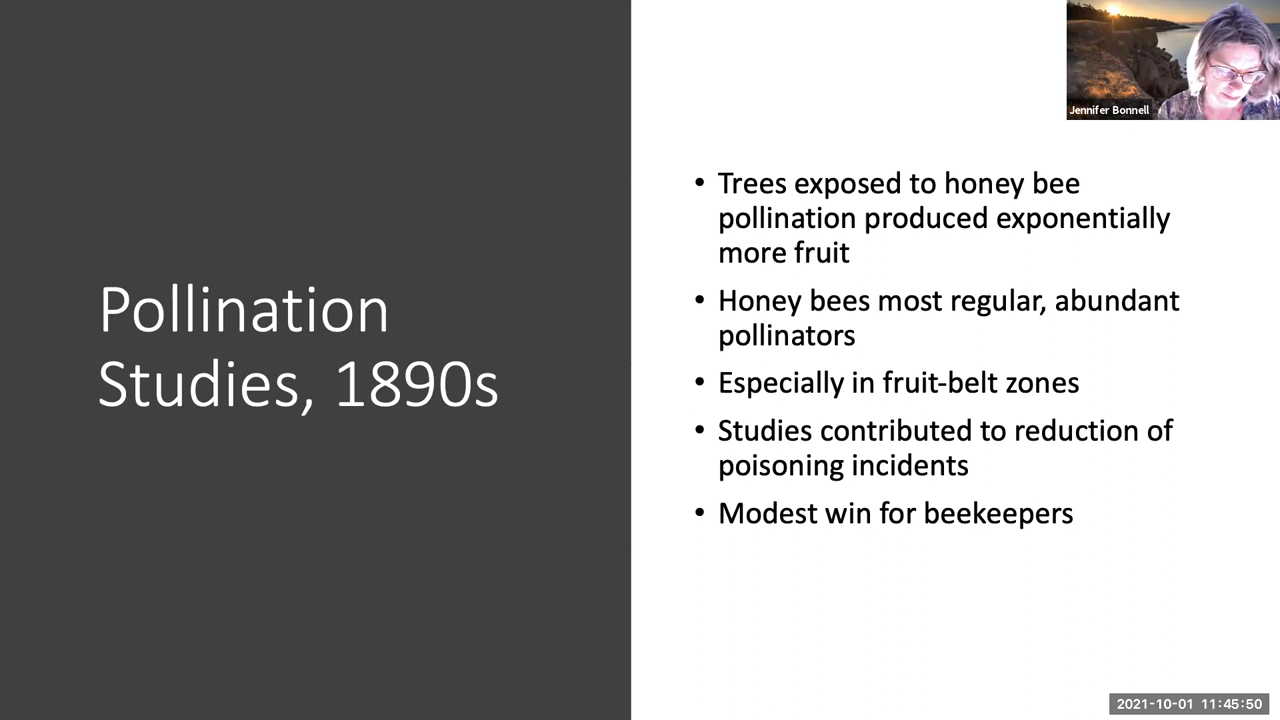 Pollination
Studies, 1890s
Jennifer Bonnell
• Trees exposed to honey bee
pollination produced exponentially
more fruit
• Honey bees most regular, abundant
pollinators
• Especially in fruit-belt zones
• Studies contributed to reduction of
poisoning incidents
• Modest win for beekeepers
2021-10-01 11:45:50